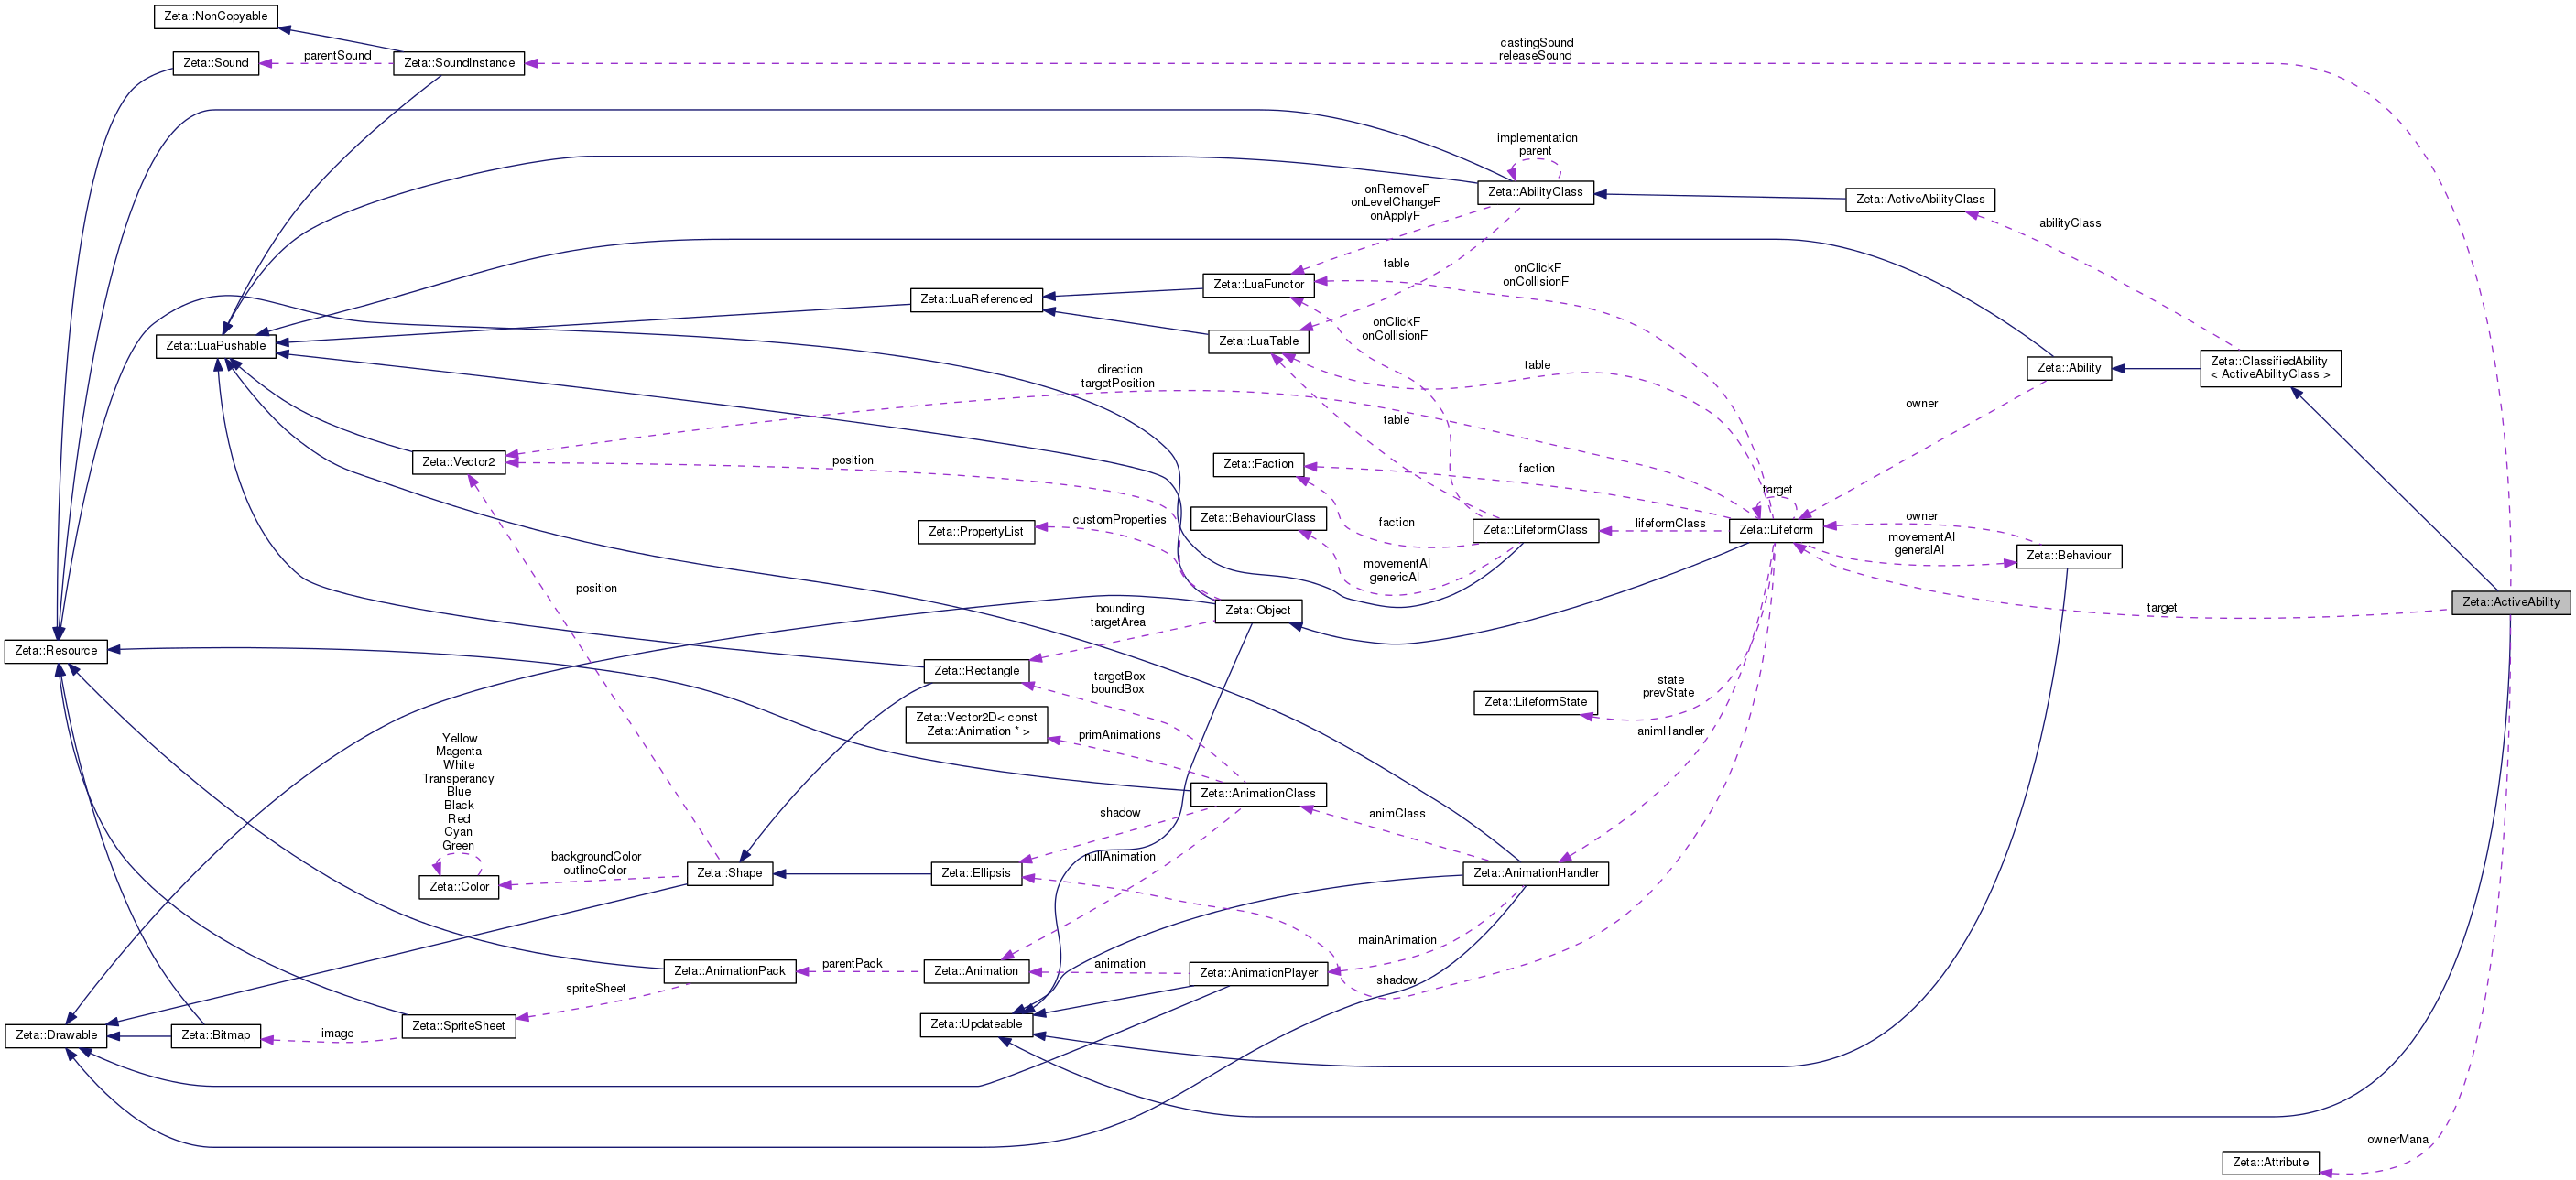 Zeta::NonCopyable
castingSound
releaseSound
parentSound
Zeta::Sound
Zeta::SoundInstance
implementation
parent
Zeta::AbilityClass
Zeta::ActiveAbilityClass
onRemoveF
onLevelChangeF
onApplyF
abilityClass
table
onClickF
onCollisionF
Zeta::LuaFunctor
Zeta::LuaReferenced
onClickF
onCollisionF
Zeta::LuaTable
Zeta::LuaPushable
Zeta::ClassifiedAbility
< ActiveAbilityClass >
Zeta::Ability
direction
targetPosition
table
owner
table
Zeta::Vector2
position
Zeta::Faction
faction
target
Zeta::BehaviourClass
customProperties
Zeta::PropertyList
faction
Zeta::LifeformClass
lifeformClass
Zeta::Lifeform
owner
movementAI
generalAI
Zeta::Behaviour
movementAI
genericAI
position
Zeta::ActiveAbility
target
bounding
targetArea
Zeta::Object
Zeta::Resource
Zeta::Rectangle
targetBox
boundBox
state
prevState
Zeta::LifeformState
Zeta::Vector2D< const
Zeta::Animation * >
primAnimations
animHandler
Yellow
Magenta
White
Transperancy
Blue
Black
Red
Cyan
Green
Zeta::AnimationClass
shadow
animClass
backgroundColor
outlineColor
nullAnimation
Zeta::Color
Zeta::Shape
Zeta::Ellipsis
Zeta::AnimationHandler
mainAnimation
Zeta::AnimationPack
parentPack
Zeta::Animation
animation
Zeta::AnimationPlayer
shadow
spriteSheet
Zeta::Drawable
Zeta::Bitmap
image
Zeta::SpriteSheet
Zeta::Updateable
ownerMana
Zeta::Attribute